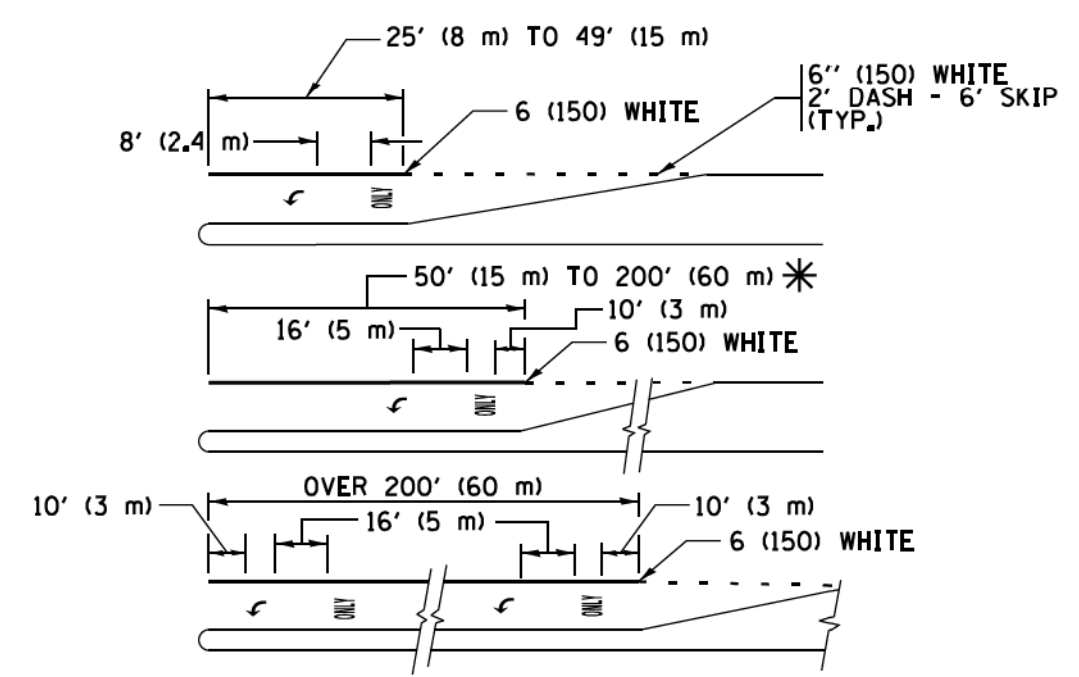 25' (8 m) TO 49' (15 m)
6'' (150) WHITE
2' DASH - 6' SKIP
(TYP.)
6 (150) WHITE
8' (2.4 m)
ONLY
50' (15 m) TO 200' (60 m) *
10' (3 m)
16' (5 m)
6 (150) WHITE
ONLY
OVER 200' (60 m)
10' (3 m)
16' (5 m)
10' (3 m)
6 (150) WHITE
ONLY
ONLY